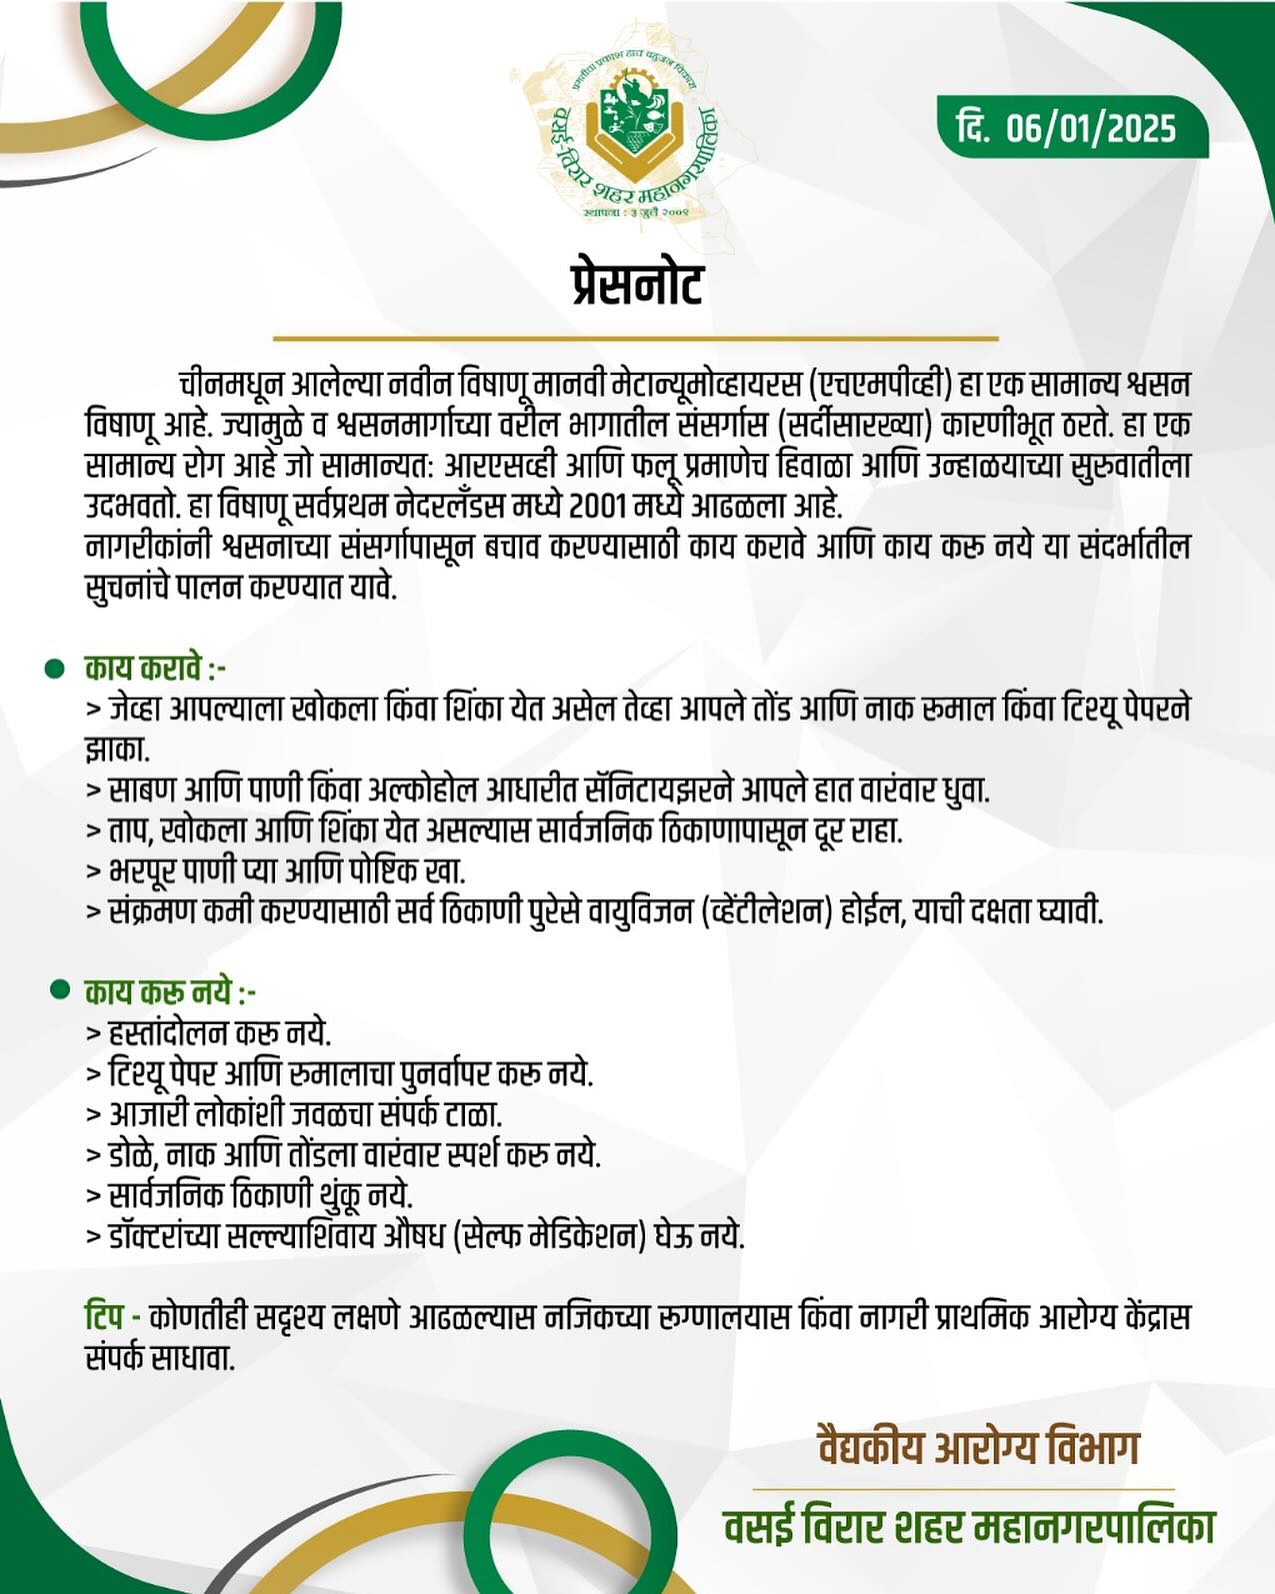 प्रगतीचा प्रकाश हाच बहुजन विकास
वसई-विरार शहर महानगरपालिका
स्थापना : ३ जुलै २००९
दि. 06/01/2025
प्रेसनोट
चीनमधून आलेल्या नवीन विषाणू मानवी मेटान्यूमोव्हायरस (एचएमपीव्ही) हा एक सामान्य श्वसन
विषाणू आहे. ज्यामुळे व श्वसनमार्गाच्या वरील भागातील संसर्गास (सर्दीसारख्या) कारणीभूत ठरते. हा एक
सामान्य रोग आहे जो सामान्यत: आरएसव्ही आणि फलू प्रमाणेच हिवाळा आणि उन्हाळयाच्या सुरुवातीला
उदभवतो. हा विषाणू सर्वप्रथम नेदरलँडस मध्ये 2001 मध्ये आढळला आहे.
नागरीकांनी श्वसनाच्या संसर्गापासून बचाव करण्यासाठी काय करावे आणि काय करू नये या संदर्भातील
सुचनांचे पालन करण्यात यावे.
काय करावे :-
> जेव्हा आपल्याला खोकला किंवा शिंका येत असेल तेव्हा आपले तोंड आणि नाक रूमाल किंवा टिश्यू पेपरने
झाका.
> साबण आणि पाणी किंवा अल्कोहोल आधारीत सॅनिटायझरने आपले हात वारंवार धुवा.
> ताप, खोकला आणि शिंका येत असल्यास सार्वजनिक ठिकाणापासून दूर राहा.
> भरपूर पाणी प्या आणि पोष्टिक खा.
> संक्रमण कमी करण्यासाठी सर्व ठिकाणी पुरेसे वायुविजन (व्हेंटीलेशन) होईल, याची दक्षता घ्यावी.
काय करू नये :-
> हस्तांदोलन करू नये.
> टिश्यू पेपर आणि रुमालाचा पुनर्वापर करू नये.
> आजारी लोकांशी जवळचा संपर्क टाळा.
> डोळे, नाक आणि तोंडला वारंवार स्पर्श करु नये.
> सार्वजनिक ठिकाणी थुंकू नये.
> डॉक्टरांच्या सल्ल्याशिवाय औषध (सेल्फ मेडिकेशन) घेऊ नये.
टिप - कोणतीही सदृश्य लक्षणे आढळल्यास नजिकच्या रूग्णालयास किंवा नागरी प्राथमिक आरोग्य केंद्रास
संपर्क साधावा.
वैद्यकीय आरोग्य विभाग
वसई विरार शहर महानगरपालिका